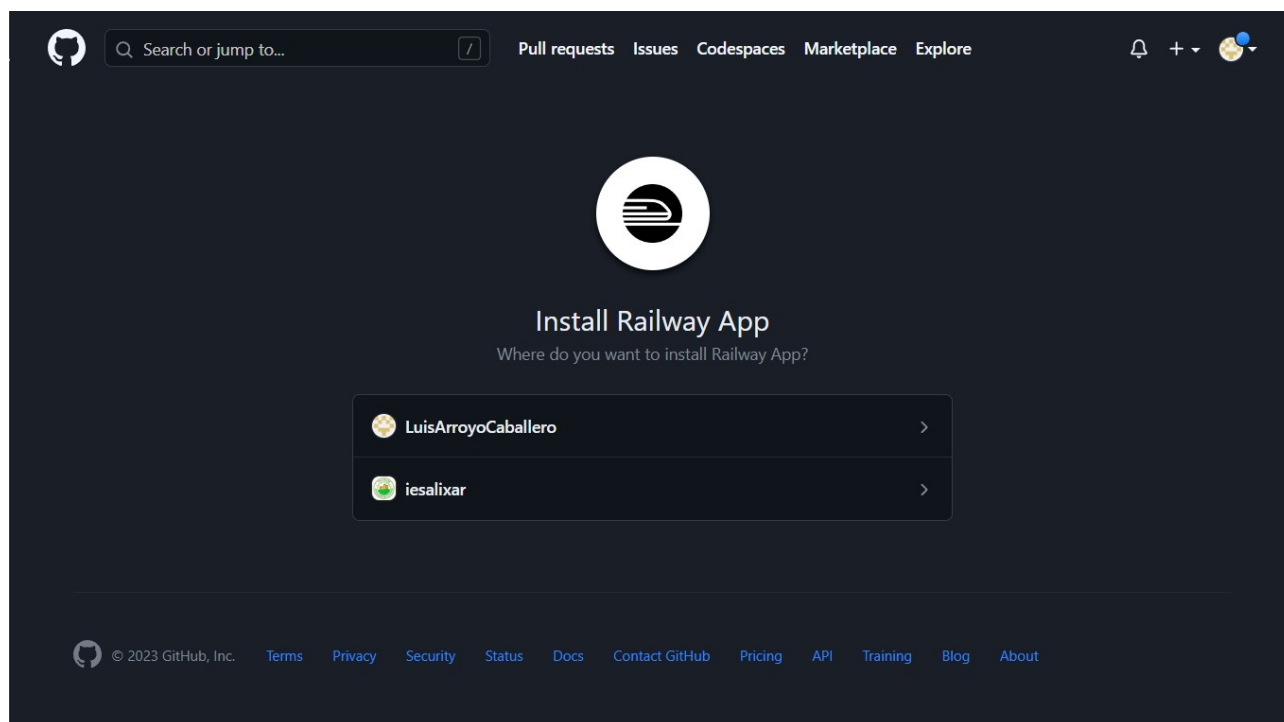 Search or jump to... / Pull requests Issues Codespaces Marketplace Explore
Install Railway App
Where do you want to install Railway App?
LuisArroyoCaballero
iesalixar
© 2023 GitHub, Inc. Terms Privacy Security Status Docs Contact GitHub Pricing API Training Blog About